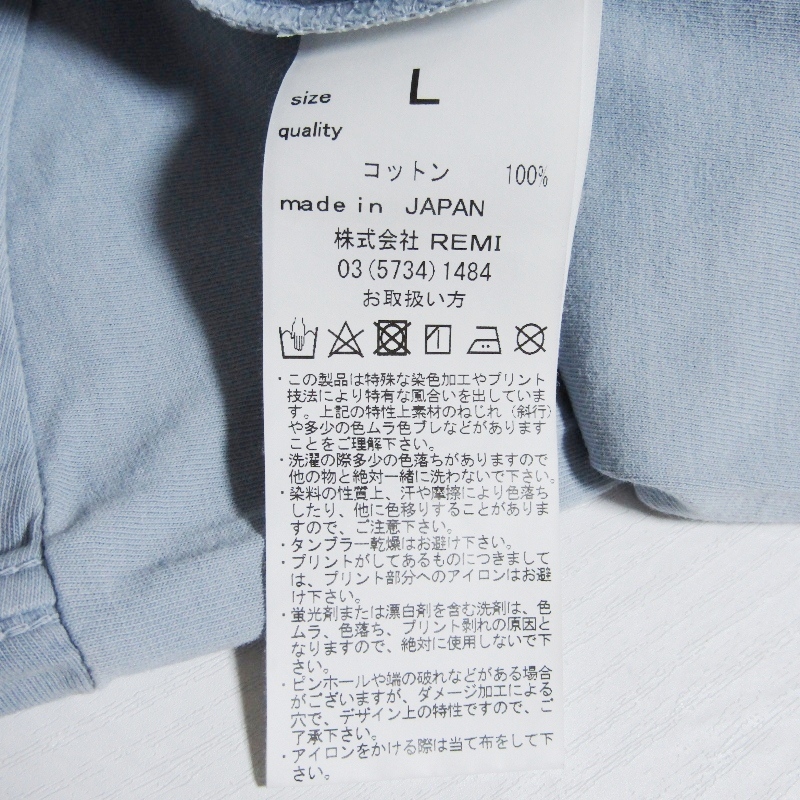 size L
quality
コットン 100%
made in JAPAN
株式会社 REMI
03(5734)1484
お取扱い方
・この製品は特殊な染色加工やプリント
技法により特有な風合いを出していま
す。上記の特性上素材のねじれ（斜行）
や多少の色ムラ色ブレなどがあります
ことをご理解下さい。
・洗濯の際多少の色落ちがありますので
他の物と絶対一緒に洗わないで下さい。
・染料の性質上、汗や摩擦により色落ち
したり、他に色移りすることがありま
すので、ご注意下さい。
・タンブラー乾燥はお避け下さい。
・プリントがしてあるものにつきまして
は、プリント部分へのアイロンはお避
け下さい。
・蛍光剤または漂白剤を含む洗剤は、色
ムラ、色落ち、プリント剥れの原因と
なりますので、絶対に使用しないで下
さい。
・ピンホールや端の破れなどがある場合
がございますが、ダメージ加工による
穴で、デザイン上の特性ですので、ご
了承下さい。
・アイロンをかける際は当て布をして下
さい。